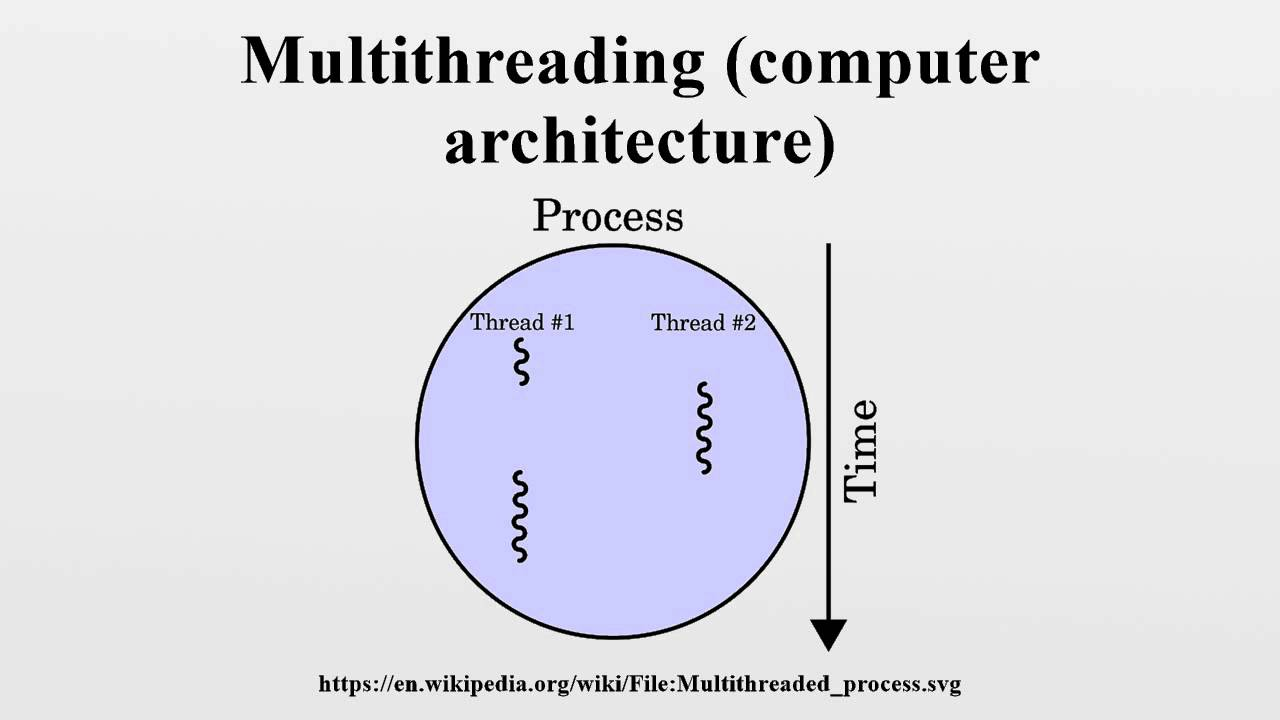 Multithreading (computer
architecture)
Process
Thread #1
Thread #2
Time
https://en.wikipedia.org/wiki/File:Multithreaded_process.svg